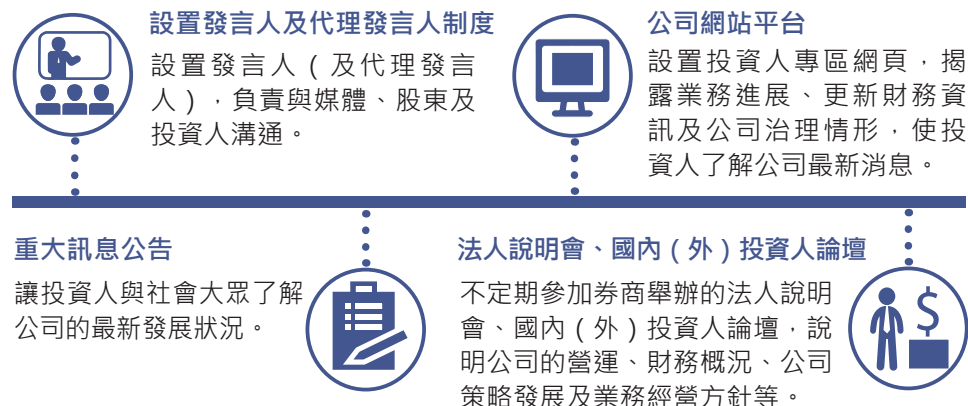 設置發言人及代理發言人制度
設置發言人（及代理發言
人），負責與媒體、股東及
投資人溝通。
公司網站平台
設置投資人專區網頁，揭
露業務進展、更新財務資
訊及公司治理情形，使投
資人了解公司最新消息。
重大訊息公告
讓投資人與社會大眾了解
公司的最新發展狀況。
法人說明會、國內（外）投資人論壇
不定期參加券商舉辦的法人說明
會、國內（外）投資人論壇，說
明公司的營運、財務概況、公司
策略發展及業務經營方針等。
$